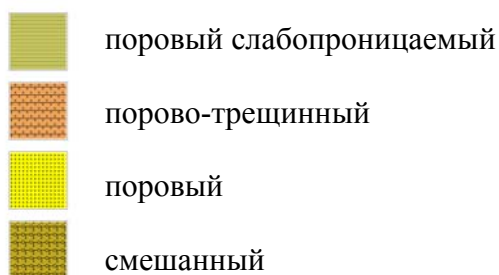 поровый слабопроницаемый
порово-трещинный
поровый
смешанный